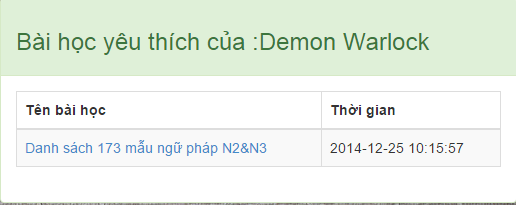 Bài học yêu thích của :Demon Warlock
Tên bài học Thời gian
Danh sách 173 mẫu ngữ pháp N2&N3 2014-12-25 10:15:57